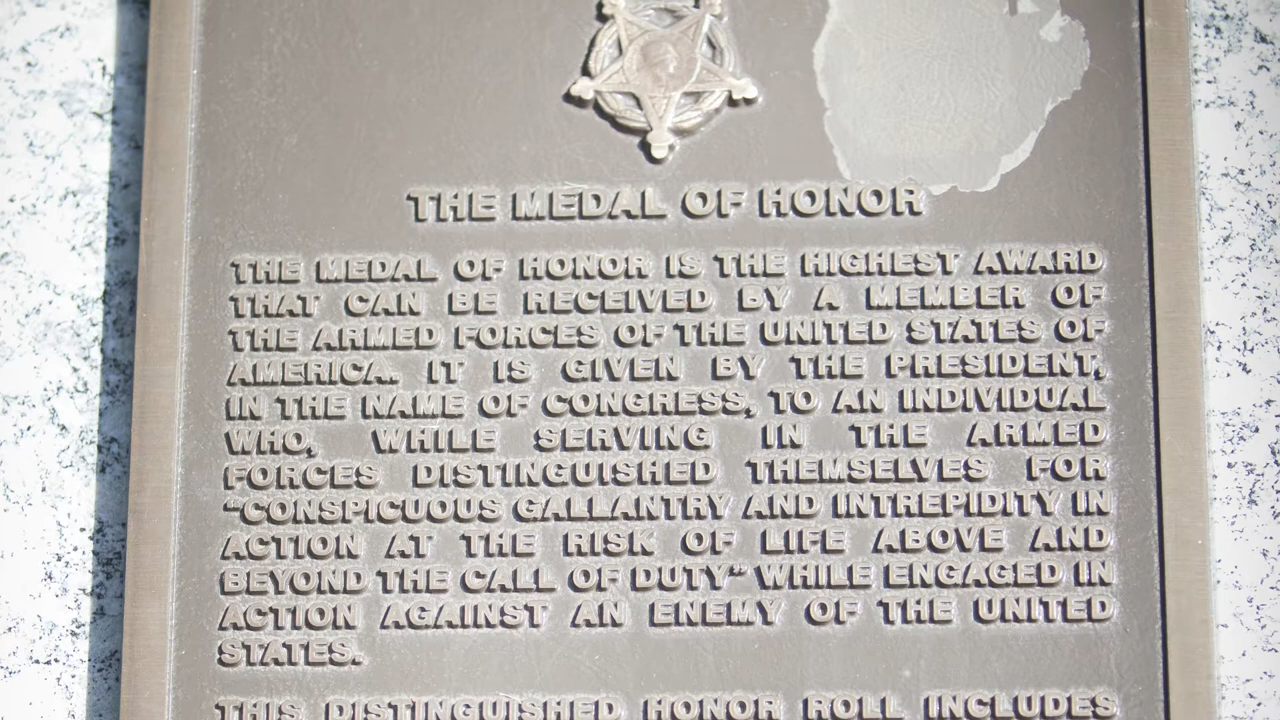 THE MEDAL OF HONOR
THE MEDAL OF HONOR IS THE HIGHEST AWARD
THAT CAN BE RECEIVED BY A MEMBER OF
THE ARMED FORCES OF THE UNITED STATES OF
AMERICA. IT IS GIVEN BY THE PRESIDENT,
IN THE NAME OF CONGRESS, TO AN INDIVIDUAL
WHO, WHILE SERVING IN THE ARMED
FORCES DISTINGUISHED THEMSELVES FOR
"CONSPICUOUS GALLANTRY AND INTREPIDITY IN
ACTION AT THE RISK OF LIFE ABOVE AND
BEYOND THE CALL OF DUTY" WHILE ENGAGED IN
ACTION AGAINST AN ENEMY OF THE UNITED
STATES.
THIS DISTINGUISHED HONOR ROLL INCLUDES